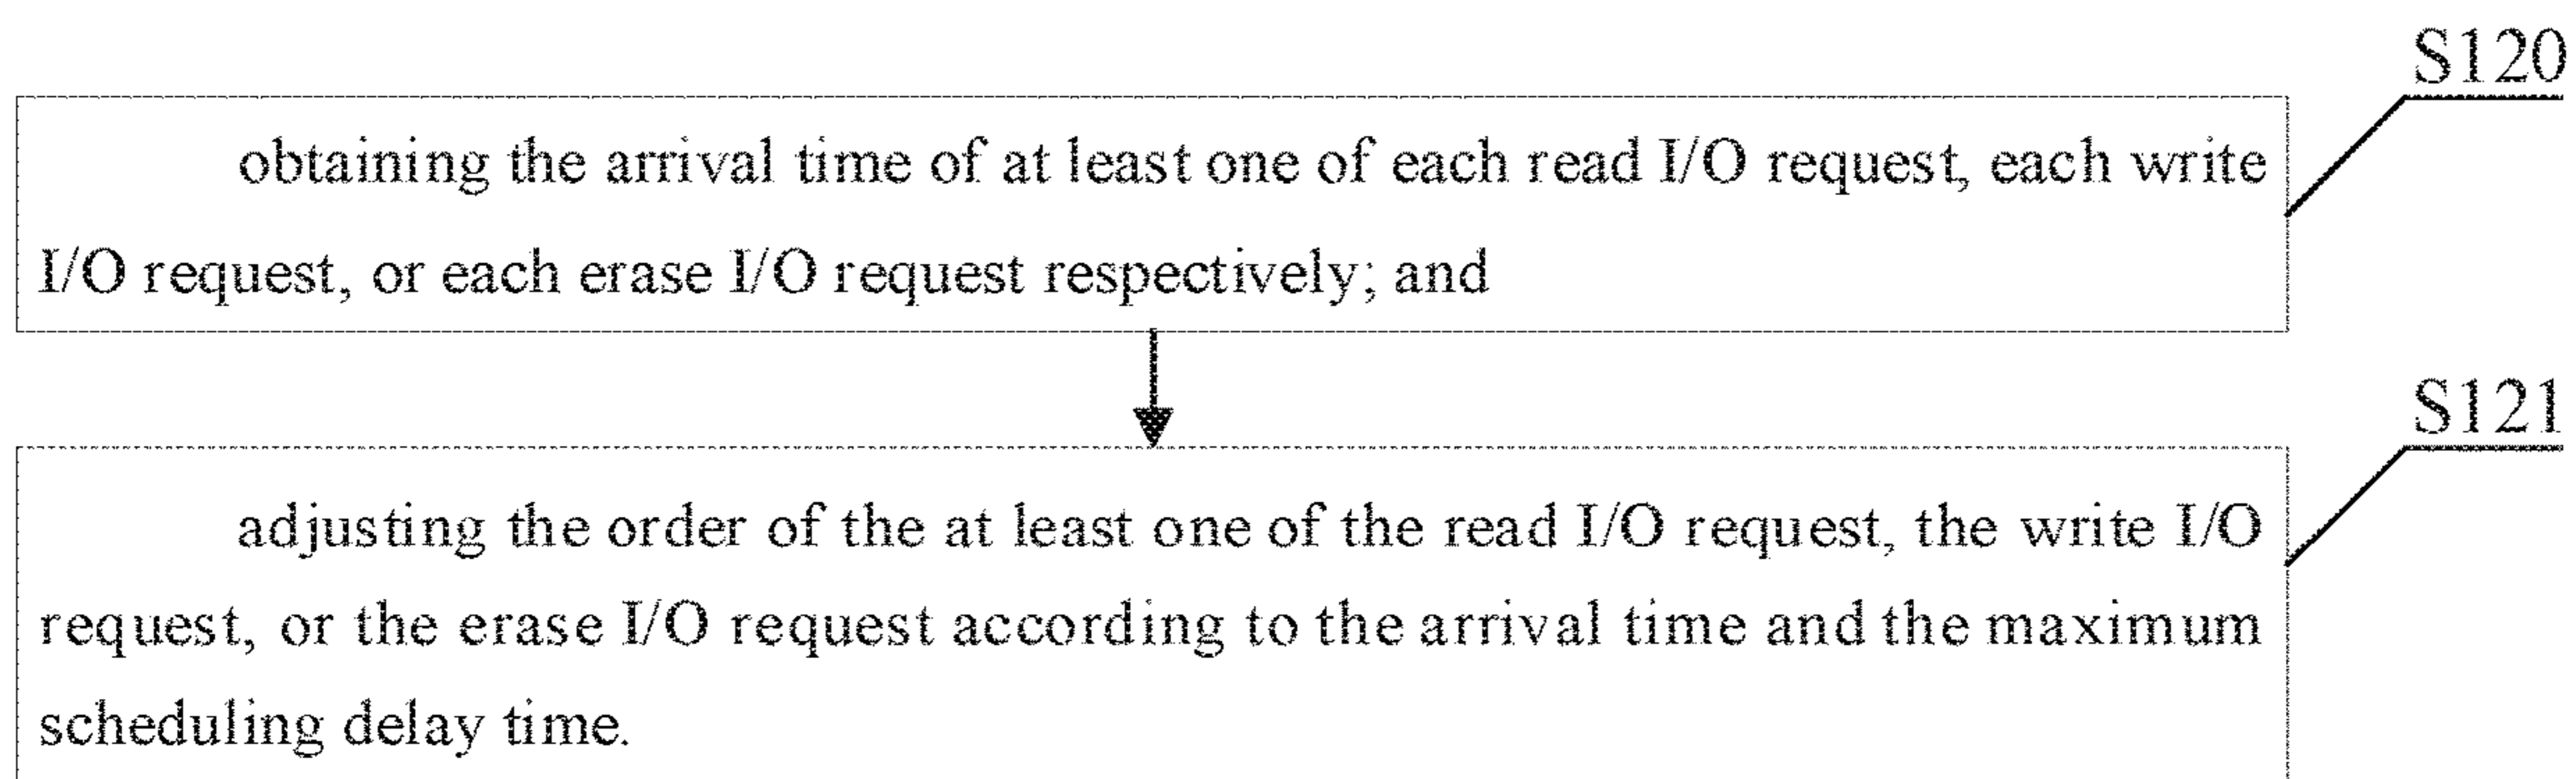 S120
obtaining the arrival time of at least one of each read I/O request, each write
I/O request, or each erase I/O request respectively; and
S121
adjusting the order of the at least one of the read I/O request, the write I/O
request, or the erase I/O request according to the arrival time and the maximum
scheduling delay time.